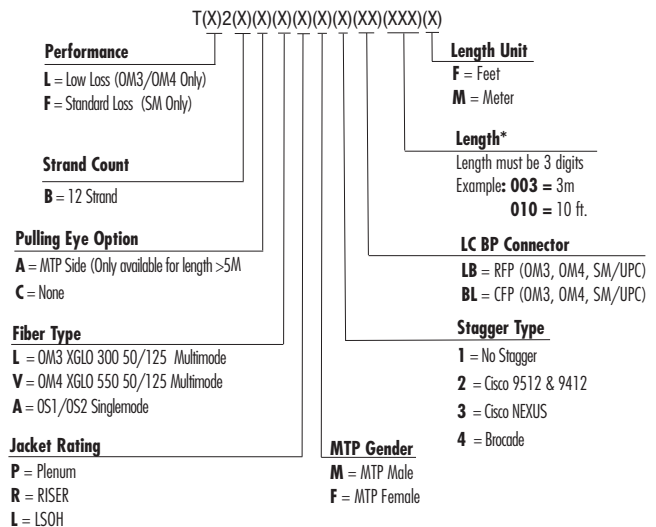 T(X)2(X)(X)(X)(X)(X)(X)(XX)(XXX)(X)
Performance
L = Low Loss (OM3/OM4 Only)
F = Standard Loss (SM Only)
Strand Count
B = 12 Strand
Pulling Eye Option
A = MTP Side (Only available for length >5M
C = None
Fiber Type
L = OM3 XGLO 300 50/125 Multimode
V = OM4 XGLO 550 50/125 Multimode
A = OS1/OS2 Singlemode
Jacket Rating
P = Plenum
R = RISER
L = LSOH
MTP Gender
M = MTP Male
F = MTP Female
Length Unit
F = Feet
M = Meter
Length*
Length must be 3 digits
Example: 003 = 3m
010 = 10 ft.
LC BP Connector
LB = RFP (OM3, OM4, SM/UPC)
BL = CFP (OM3, OM4, SM/UPC)
Stagger Type
1 = No Stagger
2 = Cisco 9512 & 9412
3 = Cisco NEXUS
4 = Brocade